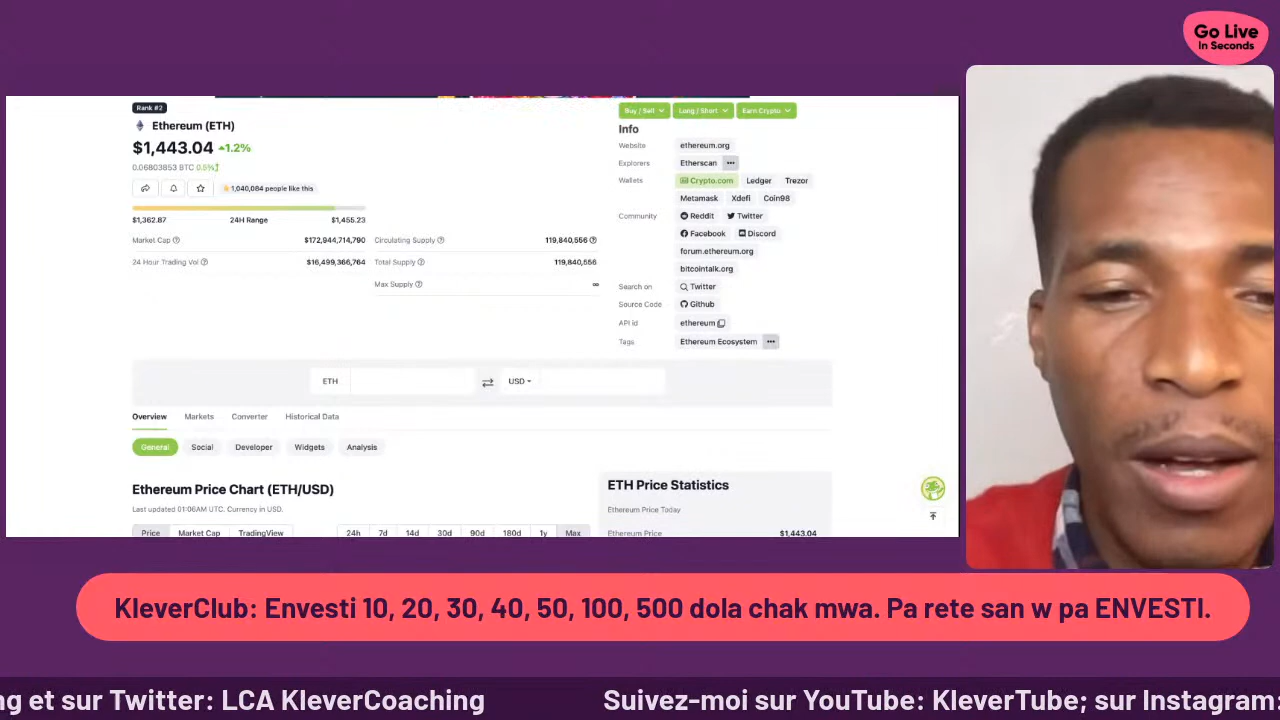 Go Live
In Seconds
Rank #2
Ethereum (ETH)
$1,443.04 1.2%
0.06803853 BTC 0.5%
1,040,084 people like this
$1,362.87 24H Range $1,455.23
Market Cap $172,944,714,790
24 Hour Trading Vol $16,499,366,764
Circulating Supply 119,840,556
Total Supply 119,840,556
Max Supply ∞
Buy / Sell Long / Short Earn Crypto
Info
Website ethereum.org
Explorers Etherscan
Wallets Crypto.com Ledger Trezor
Metamask Xdefi Coin98
Community Reddit Twitter
Facebook Discord
forum.ethereum.org
bitcointalk.org
Search on Twitter
Source Code Github
API id ethereum
Tags Ethereum Ecosystem
ETH USD
Overview Markets Converter Historical Data
General Social Developer Widgets Analysis
Ethereum Price Chart (ETH/USD)
Last updated 01:06AM UTC. Currency in USD.
Price Market Cap TradingView 24h 7d 14d 30d 90d 180d 1y Max
ETH Price Statistics
Ethereum Price Today
Ethereum Price $1,443.04
KleverClub: Envesti 10, 20, 30, 40, 50, 100, 500 dola chak mwa. Pa rete san w pa ENVESTI.
ng et sur Twitter: LCA KleverCoaching Suivez-moi sur YouTube: KleverTube; sur Instagram: